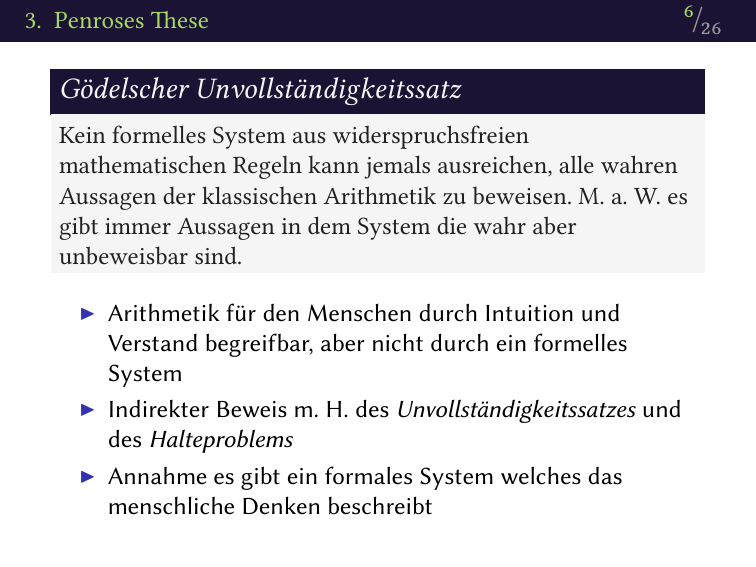 3. Penroses These
6/26
Gödelscher Unvollständigkeitssatz
Kein formelles System aus widerspruchsfreien
mathematischen Regeln kann jemals ausreichen, alle wahren
Aussagen der klassischen Arithmetik zu beweisen. M. a. W. es
gibt immer Aussagen in dem System die wahr aber
unbeweisbar sind.
▶ Arithmetik für den Menschen durch Intuition und
Verstand begreifbar, aber nicht durch ein formelles
System
▶ Indirekter Beweis m. H. des Unvollständigkeitssatzes und
des Halteproblems
▶ Annahme es gibt ein formales System welches das
menschliche Denken beschreibt